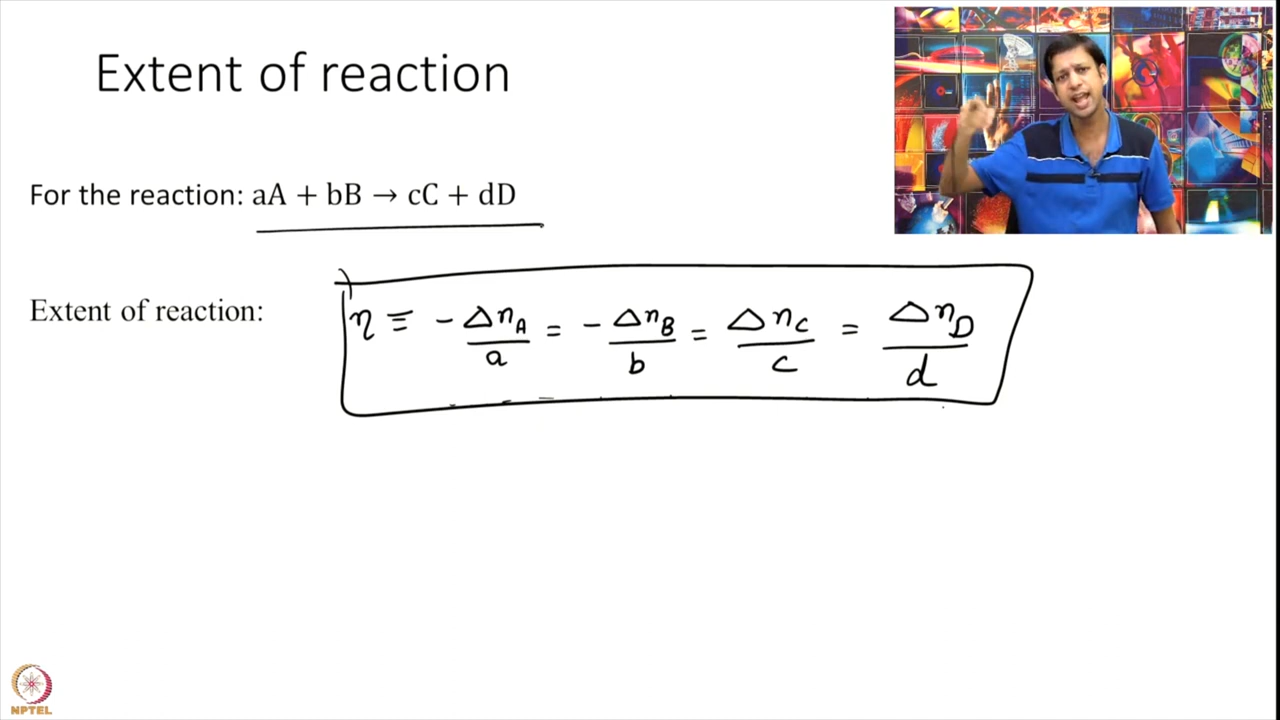 Extent of reaction
For the reaction: aA + bB → cC + dD
Extent of reaction: η ≡ - Δn_A/a = - Δn_B/b = Δn_C/c = Δn_D/d
NPTEL